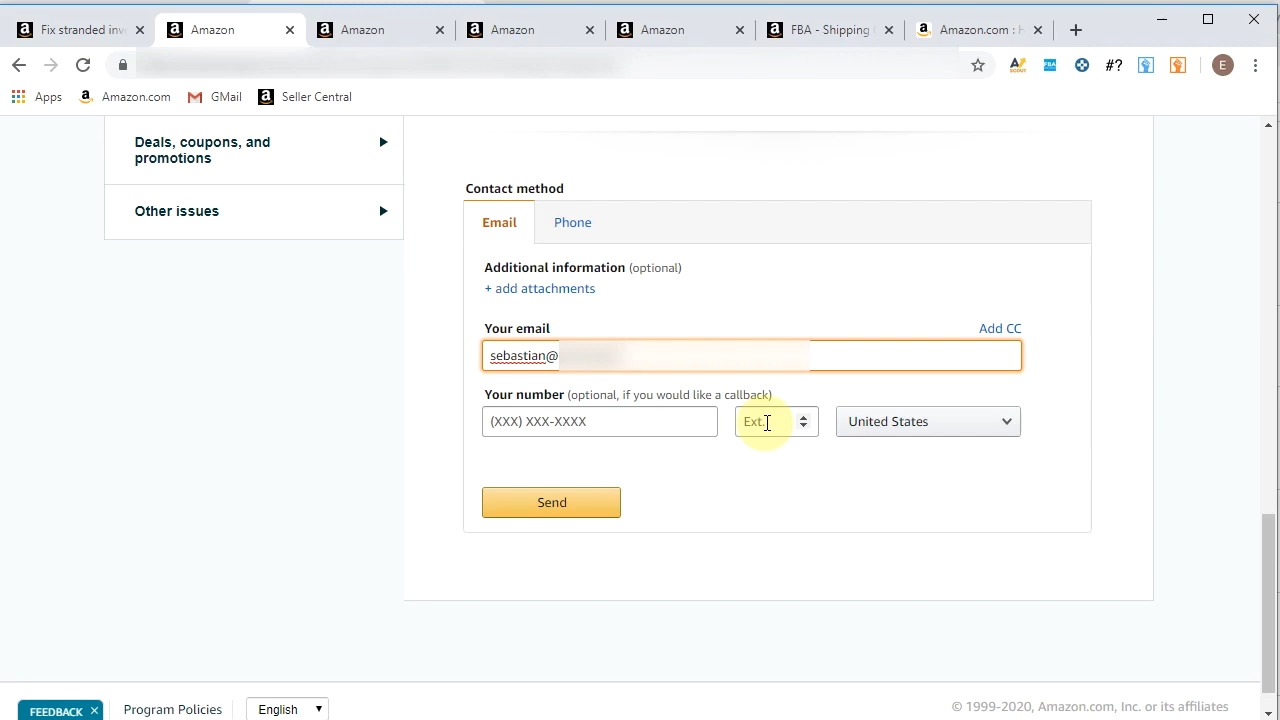 Fix stranded inv
Amazon
Amazon
Amazon
Amazon
FBA - Shipping
Amazon.com : H
#?
E
Apps
Amazon.com
GMail
Seller Central
Deals, coupons, and
promotions
Other issues
Contact method
Email
Phone
Additional information (optional)
+ add attachments
Your email
Add CC
sebastian@
Your number (optional, if you would like a callback)
(XXX) XXX-XXXX
Ext.
United States
Send
FEEDBACK
Program Policies
English
© 1999-2020, Amazon.com, Inc. or its affiliates